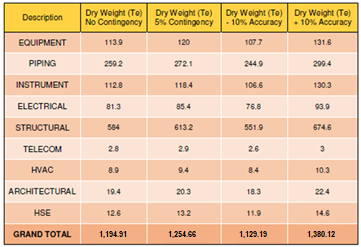 Description Dry Weight (Te) No Contingency Dry Weight (Te) 5% Contingency Dry Weight (Te) - 10% Accuracy Dry Weight (Te) + 10% Accuracy
EQUIPMENT 113.9 120 107.7 131.6
PIPING 259.2 272.1 244.9 299.4
INSTRUMENT 112.8 118.4 106.6 130.3
ELECTRICAL 81.3 85.4 76.8 93.9
STRUCTURAL 584 613.2 551.9 674.6
TELECOM 2.8 2.9 2.6 3
HVAC 8.9 9.4 8.4 10.3
ARCHITECTURAL 19.4 20.3 18.3 22.4
HSE 12.6 13.2 11.9 14.6
GRAND TOTAL 1,194.91 1,254.66 1,129.19 1,380.12